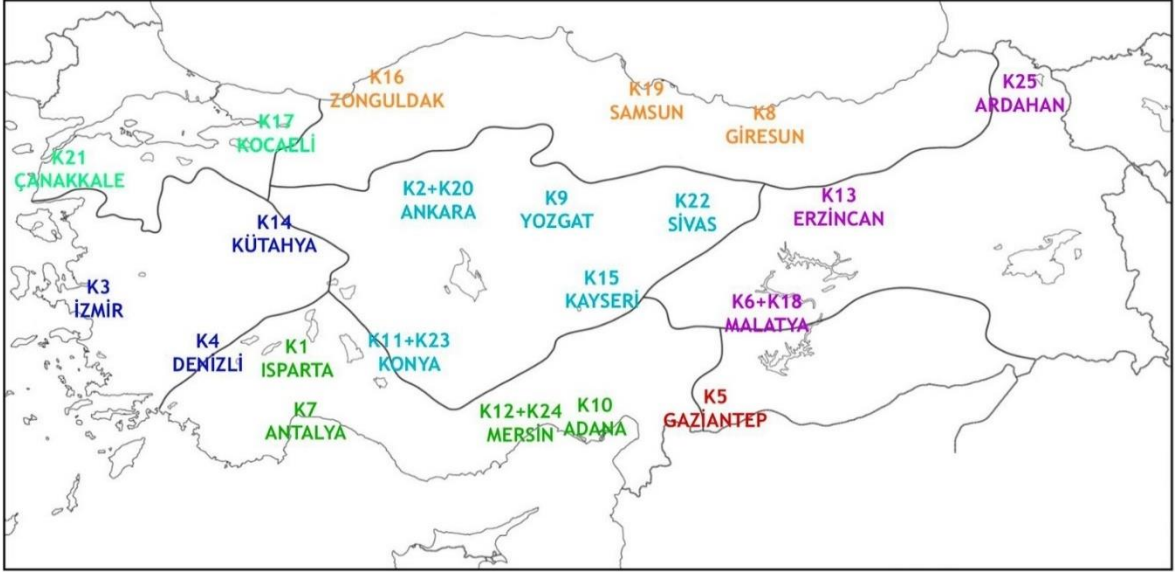 K16
ZONGULDAK
K19
SAMSUN
K8
GİRESUN
K25
ARDAHAN
K17
KOCAELİ
K21
ÇANAKKALE
K2+K20
ANKARA
K9
YOZGAT
K22
SİVAS
K13
ERZİNCAN
K14
KÜTAHYA
K3
İZMİR
K15
KAYSERİ
K6+K18
MALATYA
K4
DENİZLİ
K1
ISPARTA
K11+K23
KONYA
K7
ANTALYA
K12+K24
MERSİN
K10
ADANA
K5
GAZİANTEP